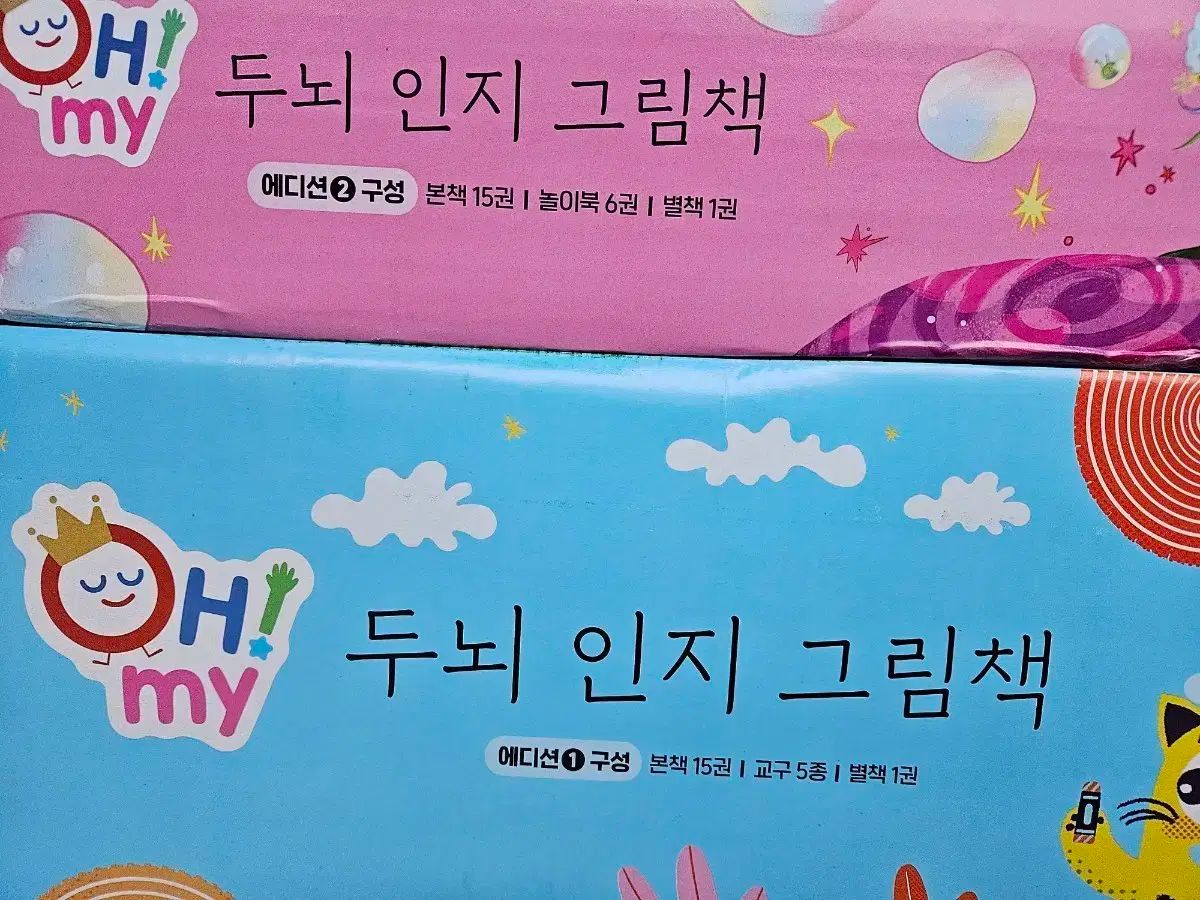 OH!
my
두뇌 인지 그림책
에디션2 구성 본책 15권 | 놀이북 6권 | 별책 1권
OH!
my
두뇌 인지 그림책
에디션1 구성 본책 15권 | 교구 5종 | 별책 1권